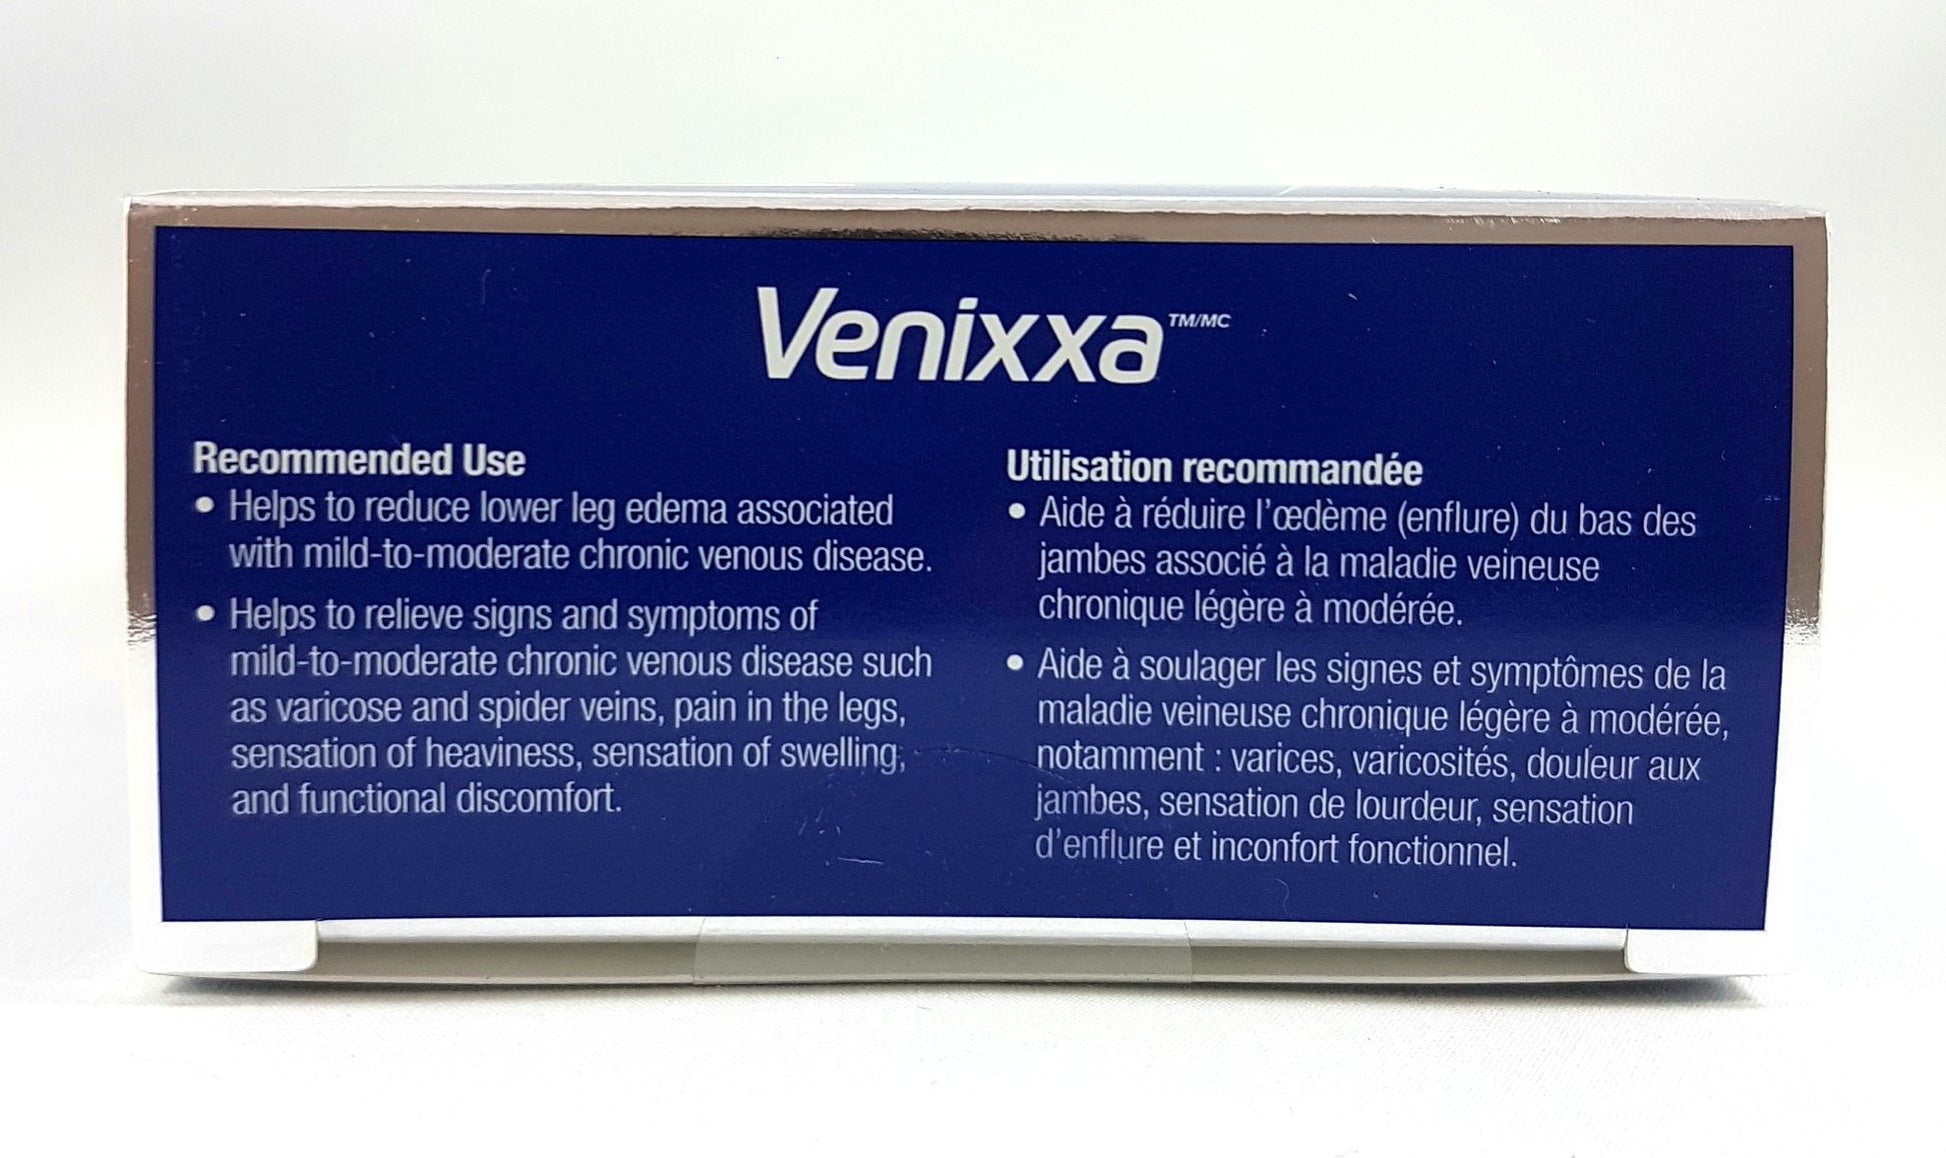 Venixxa™/MC
Recommended Use
• Helps to reduce lower leg edema associated
with mild-to-moderate chronic venous disease.
• Helps to relieve signs and symptoms of
mild-to-moderate chronic venous disease such
as varicose and spider veins, pain in the legs,
sensation of heaviness, sensation of swelling,
and functional discomfort.
Utilisation recommandée
• Aide à réduire l'œdème (enflure) du bas des
jambes associé à la maladie veineuse
chronique légère à modérée.
• Aide à soulager les signes et symptômes de la
maladie veineuse chronique légère à modérée,
notamment : varices, varicosités, douleur aux
jambes, sensation de lourdeur, sensation
d'enflure et inconfort fonctionnel.